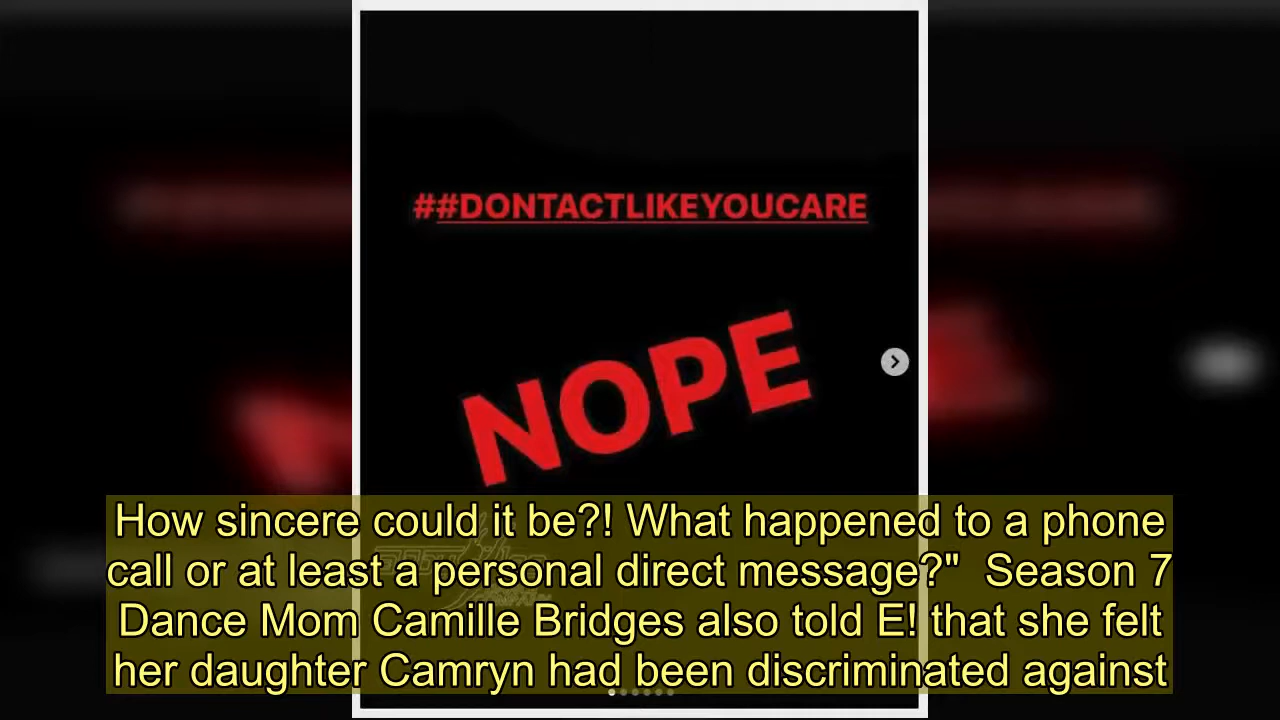 ##DONTACTLIKEYOUCARE
NOPE
How sincere could it be?! What happened to a phone
call or at least a personal direct message?" Season 7
Dance Mom Camille Bridges also told E! that she felt
her daughter Camryn had been discriminated against